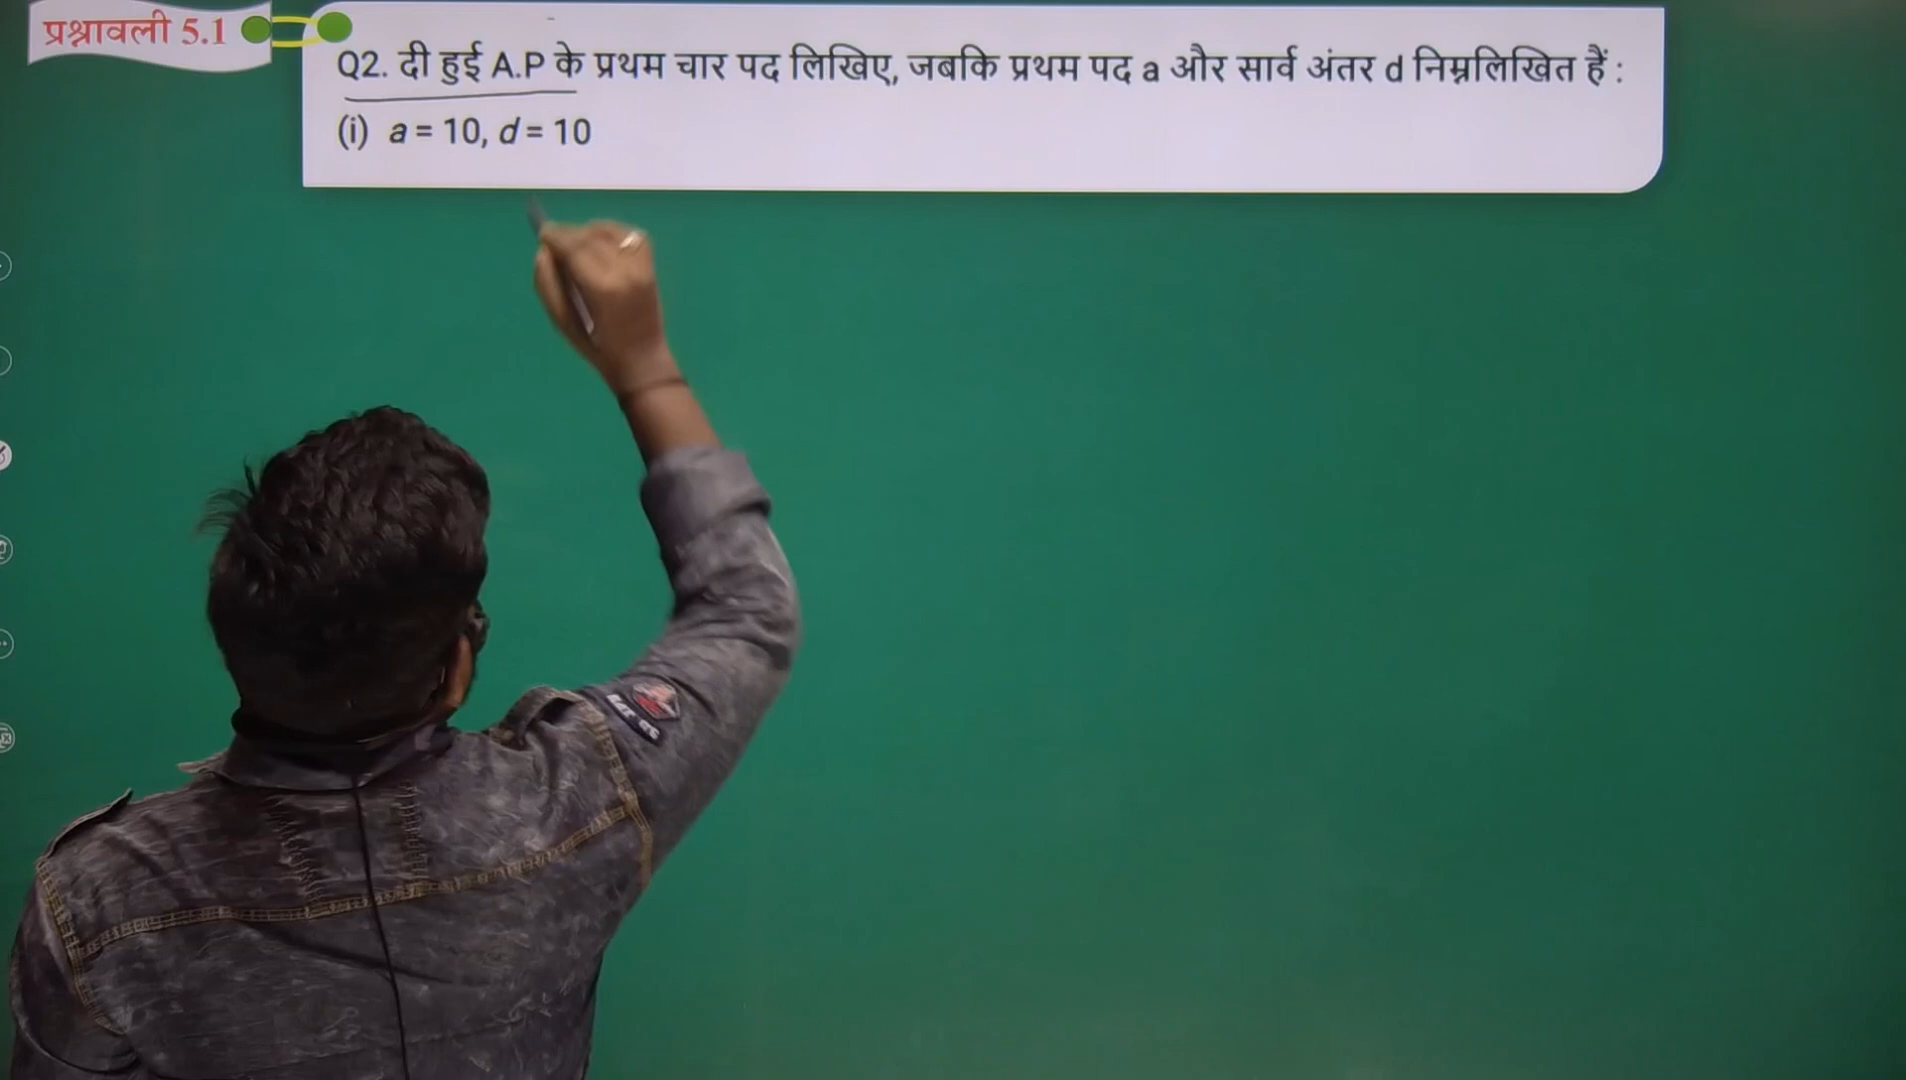 प्रश्नावली 5.1
Q2. दी हुई A.P के प्रथम चार पद लिखिए, जबकि प्रथम पद a और सार्व अंतर d निम्नलिखित हैं :
(i) a = 10, d = 10